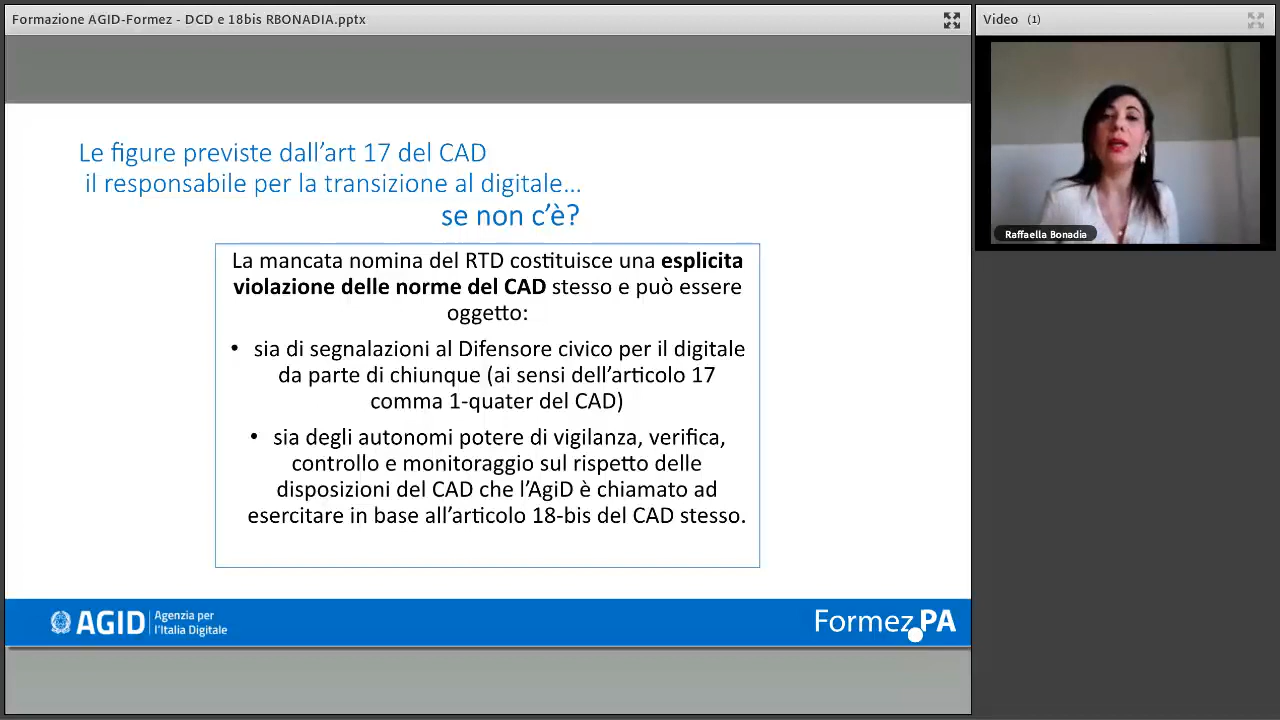 Formazione AGID-Formez - DCD e 18bis RBONADIA.pptx
Video (1)
Raffaella Bonadia
Le figure previste dall'art 17 del CAD
il responsabile per la transizione al digitale…
se non c'è?
La mancata nomina del RTD costituisce una esplicita
violazione delle norme del CAD stesso e può essere
oggetto:
• sia di segnalazioni al Difensore civico per il digitale
da parte di chiunque (ai sensi dell'articolo 17
comma 1-quater del CAD)
• sia degli autonomi potere di vigilanza, verifica,
controllo e monitoraggio sul rispetto delle
disposizioni del CAD che l'AgiD è chiamato ad
esercitare in base all'articolo 18-bis del CAD stesso.
AGID Agenzia per
l'Italia Digitale
Formez PA